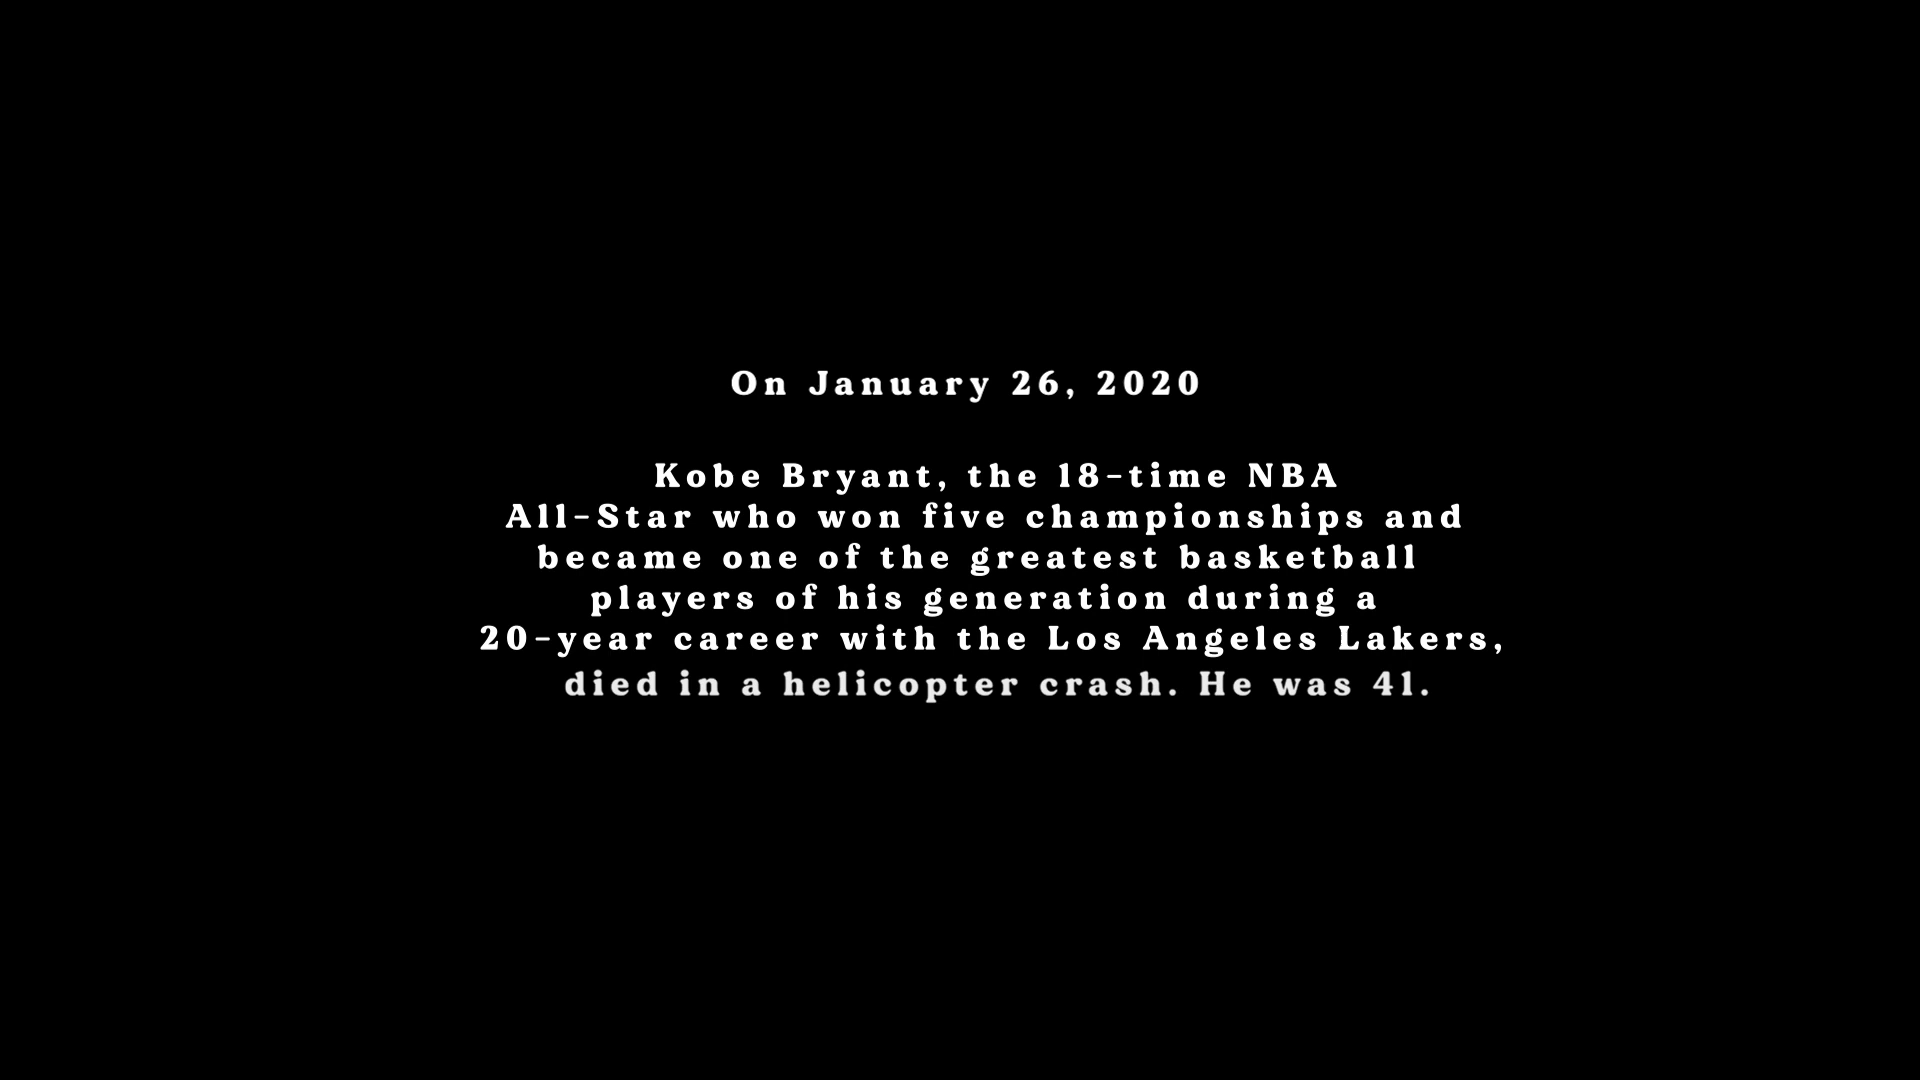 On January 26, 2020
Kobe Bryant, the 18-time NBA
All-Star who won five championships and
became one of the greatest basketball
players of his generation during a
20-year career with the Los Angeles Lakers,
died in a helicopter crash. He was 41.